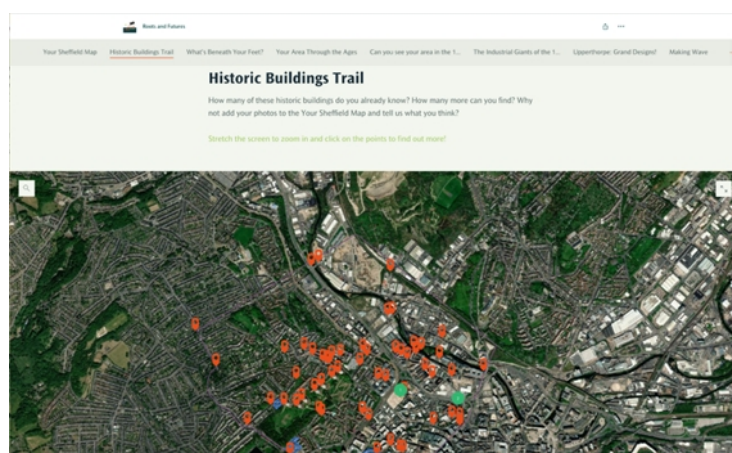 Roots and Futures
Your Sheffield Map Historic Buildings Trail What's Beneath Your Feet? Your Area Through the Ages Can you see your area in the 1... The Industrial Giants of the 1... Upperthorpe: Grand Designs! Making Wave
Historic Buildings Trail
How many of these historic buildings do you already know? How many more can you find? Why
not add your photos to the Your Sheffield Map and tell us what you think?
Stretch the screen to zoom in and click on the points to find out more!